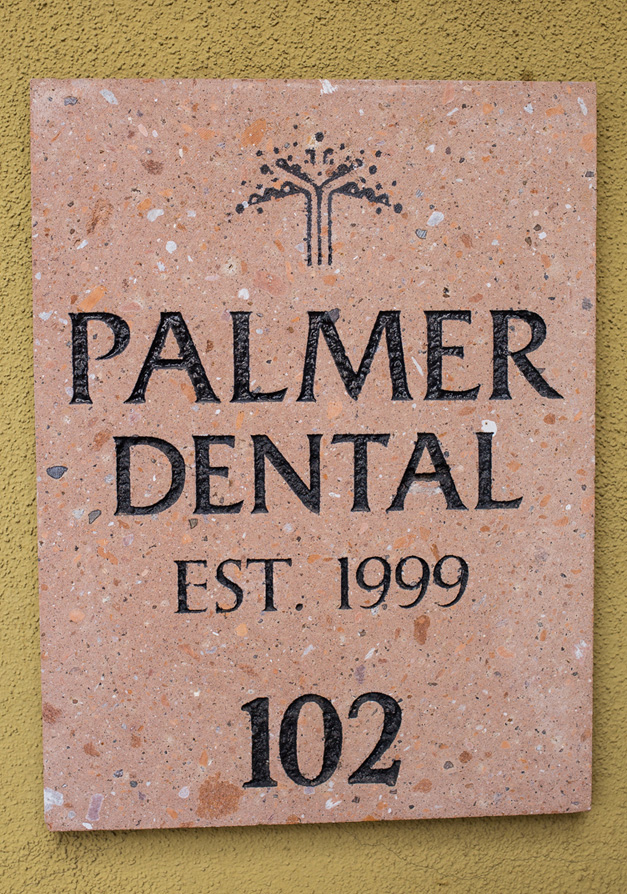 PALMER
DENTAL
EST. 1999
102